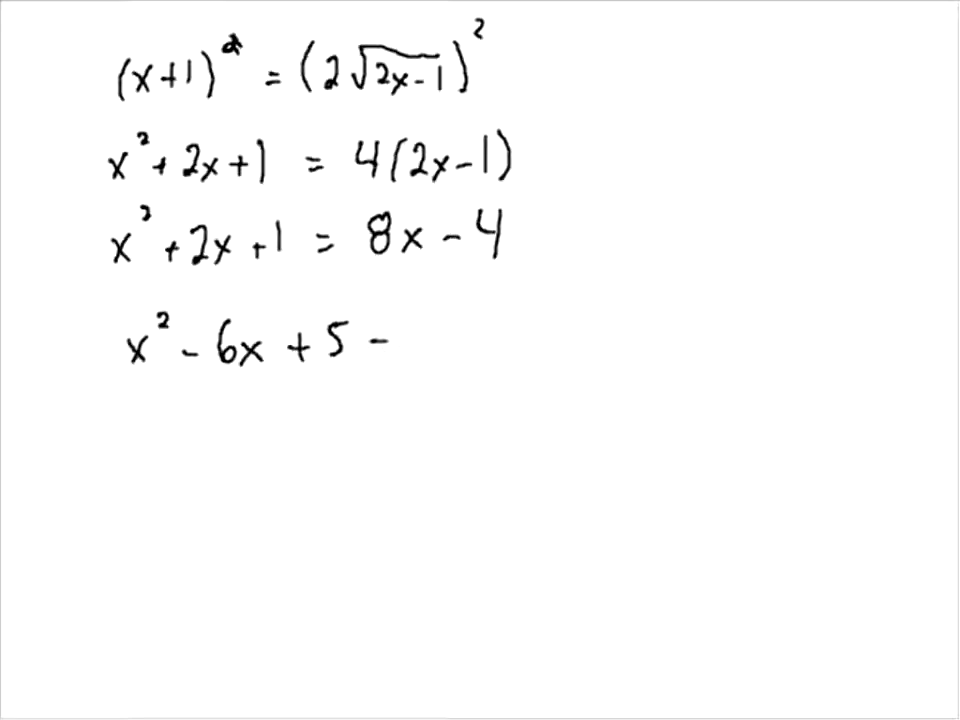 (x+1)² = (2√(2x-1))²
x² + 2x + 1 = 4(2x-1)
x² + 2x + 1 = 8x - 4
x² - 6x + 5 -